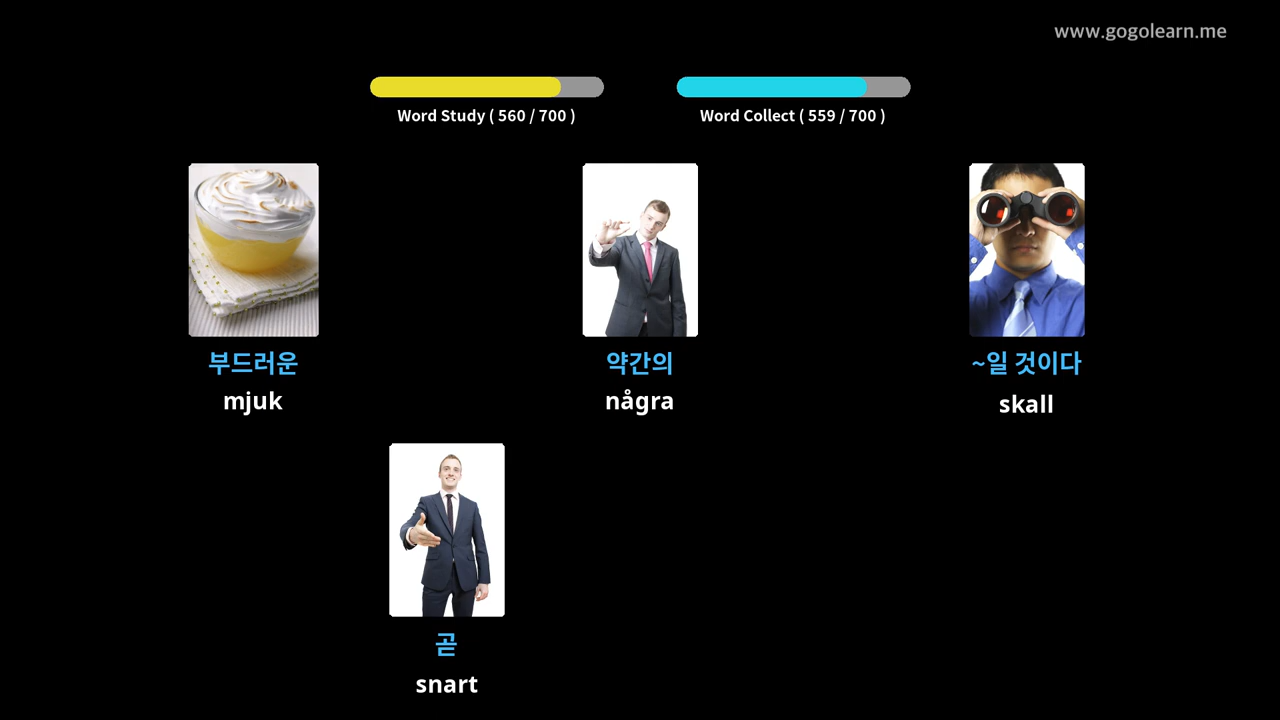 www.gogolearn.me
Word Study ( 560 / 700 )
Word Collect ( 559 / 700 )
부드러운
mjuk
약간의
några
~일 것이다
skall
곧
snart